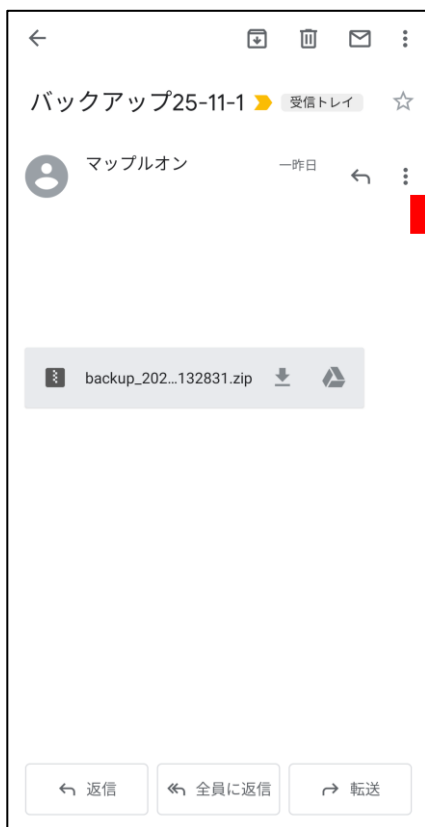 バックアップ25-11-1 受信トレイ
マップルオン 一昨日
backup_202...132831.zip
返信 全員に返信 転送